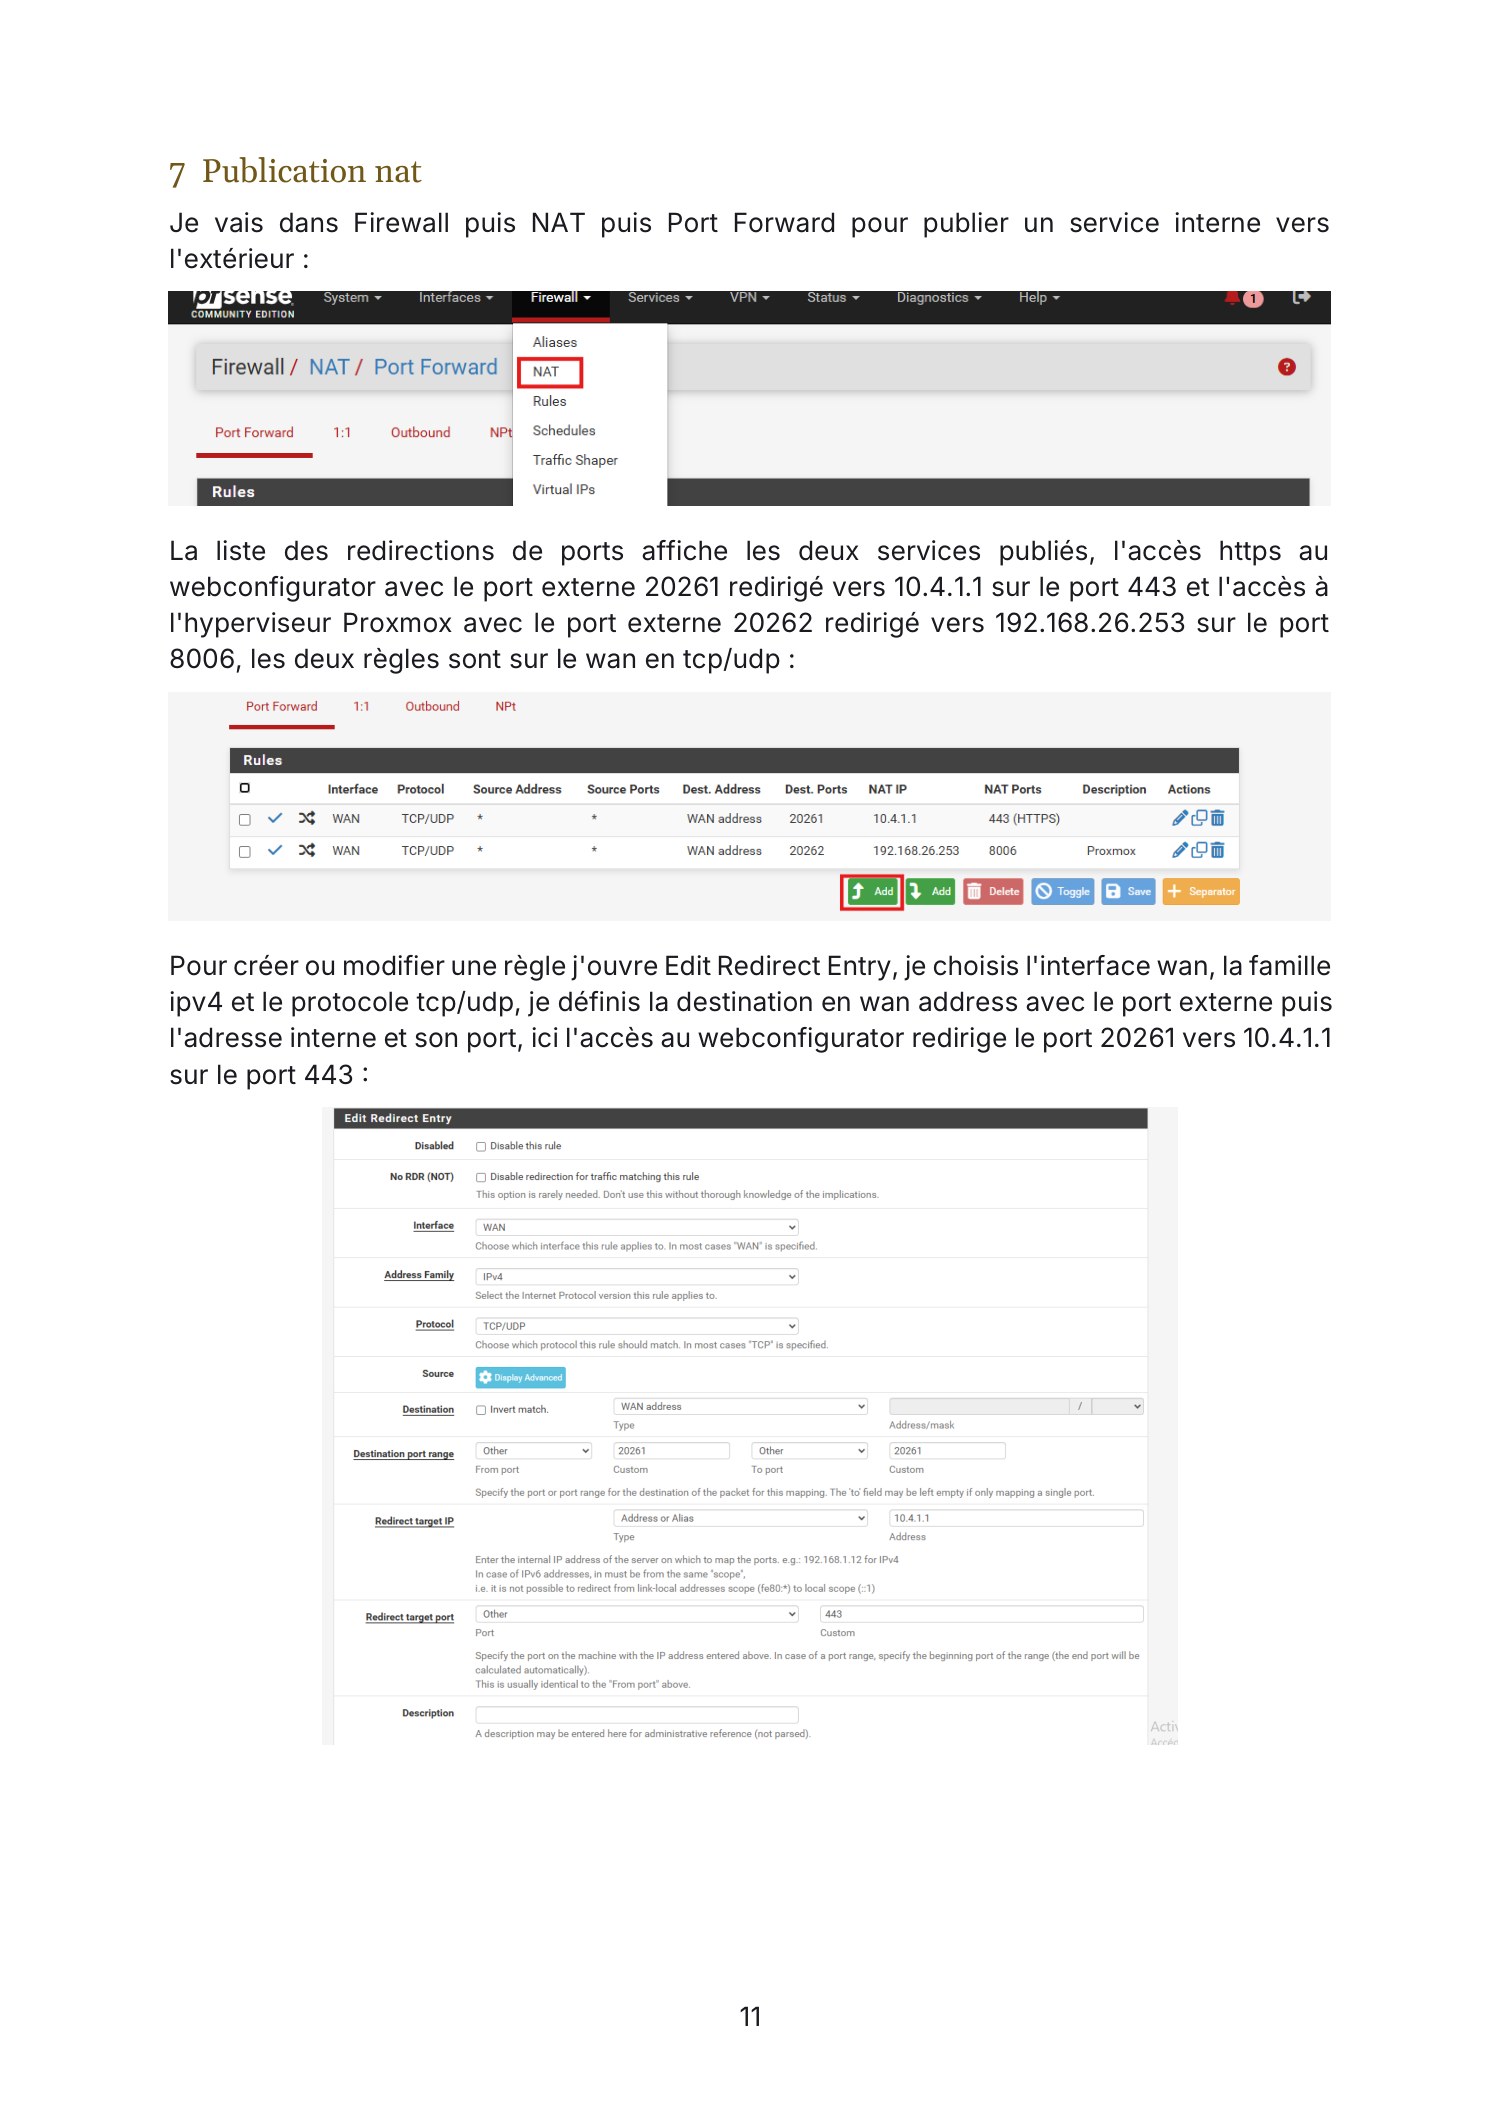 7 Publication nat
Je vais dans Firewall puis NAT puis Port Forward pour publier un service interne vers
l'extérieur :
pfsense System Interfaces Firewall Services VPN Status Diagnostics Help 1
COMMUNITY EDITION
Aliases
Firewall / NAT / Port Forward NAT ?
Rules
Port Forward 1:1 Outbound NPt Schedules
Traffic Shaper
Rules Virtual IPs
La liste des redirections de ports affiche les deux services publiés, l'accès https au
webconfigurator avec le port externe 20261 redirigé vers 10.4.1.1 sur le port 443 et l'accès à
l'hyperviseur Proxmox avec le port externe 20262 redirigé vers 192.168.26.253 sur le port
8006, les deux règles sont sur le wan en tcp/udp :
Port Forward 1:1 Outbound NPt
Rules
Interface Protocol Source Address Source Ports Dest. Address Dest. Ports NAT IP NAT Ports Description Actions
WAN TCP/UDP * * WAN address 20261 10.4.1.1 443 (HTTPS)
WAN TCP/UDP * * WAN address 20262 192.168.26.253 8006 Proxmox
Add Add Delete Toggle Save Separator
Pour créer ou modifier une règle j'ouvre Edit Redirect Entry, je choisis l'interface wan, la famille
ipv4 et le protocole tcp/udp, je définis la destination en wan address avec le port externe puis
l'adresse interne et son port, ici l'accès au webconfigurator redirige le port 20261 vers 10.4.1.1
sur le port 443 :
Edit Redirect Entry
Disabled Disable this rule
No RDR (NOT) Disable redirection for traffic matching this rule
This option is rarely needed. Don't use this without thorough knowledge of the implications.
Interface WAN
Choose which interface this rule applies to. In most cases "WAN" is specified.
Address Family IPv4
Select the Internet Protocol version this rule applies to.
Protocol TCP/UDP
Choose which protocol this rule should match. In most cases "TCP" is specified.
Source Display Advanced
Destination Invert match. WAN address /
Type Address/mask
Destination port range Other 20261 Other 20261
From port Custom To port Custom
Specify the port or port range for the destination of the packet for this mapping. The 'to' field may be left empty if only mapping a single port.
Redirect target IP Address or Alias 10.4.1.1
Type Address
Enter the internal IP address of the server on which to map the ports. e.g.: 192.168.1.12 for IPv4
In case of IPv6 addresses, in must be from the same "scope",
i.e. it is not possible to redirect from link-local addresses scope (fe80:*) to local scope (::1)
Redirect target port Other 443
Port Custom
Specify the port on the machine with the IP address entered above. In case of a port range, specify the beginning port of the range (the end port will be
calculated automatically).
This is usually identical to the "From port" above.
Description
A description may be entered here for administrative reference (not parsed).
Activ
Accéd
11